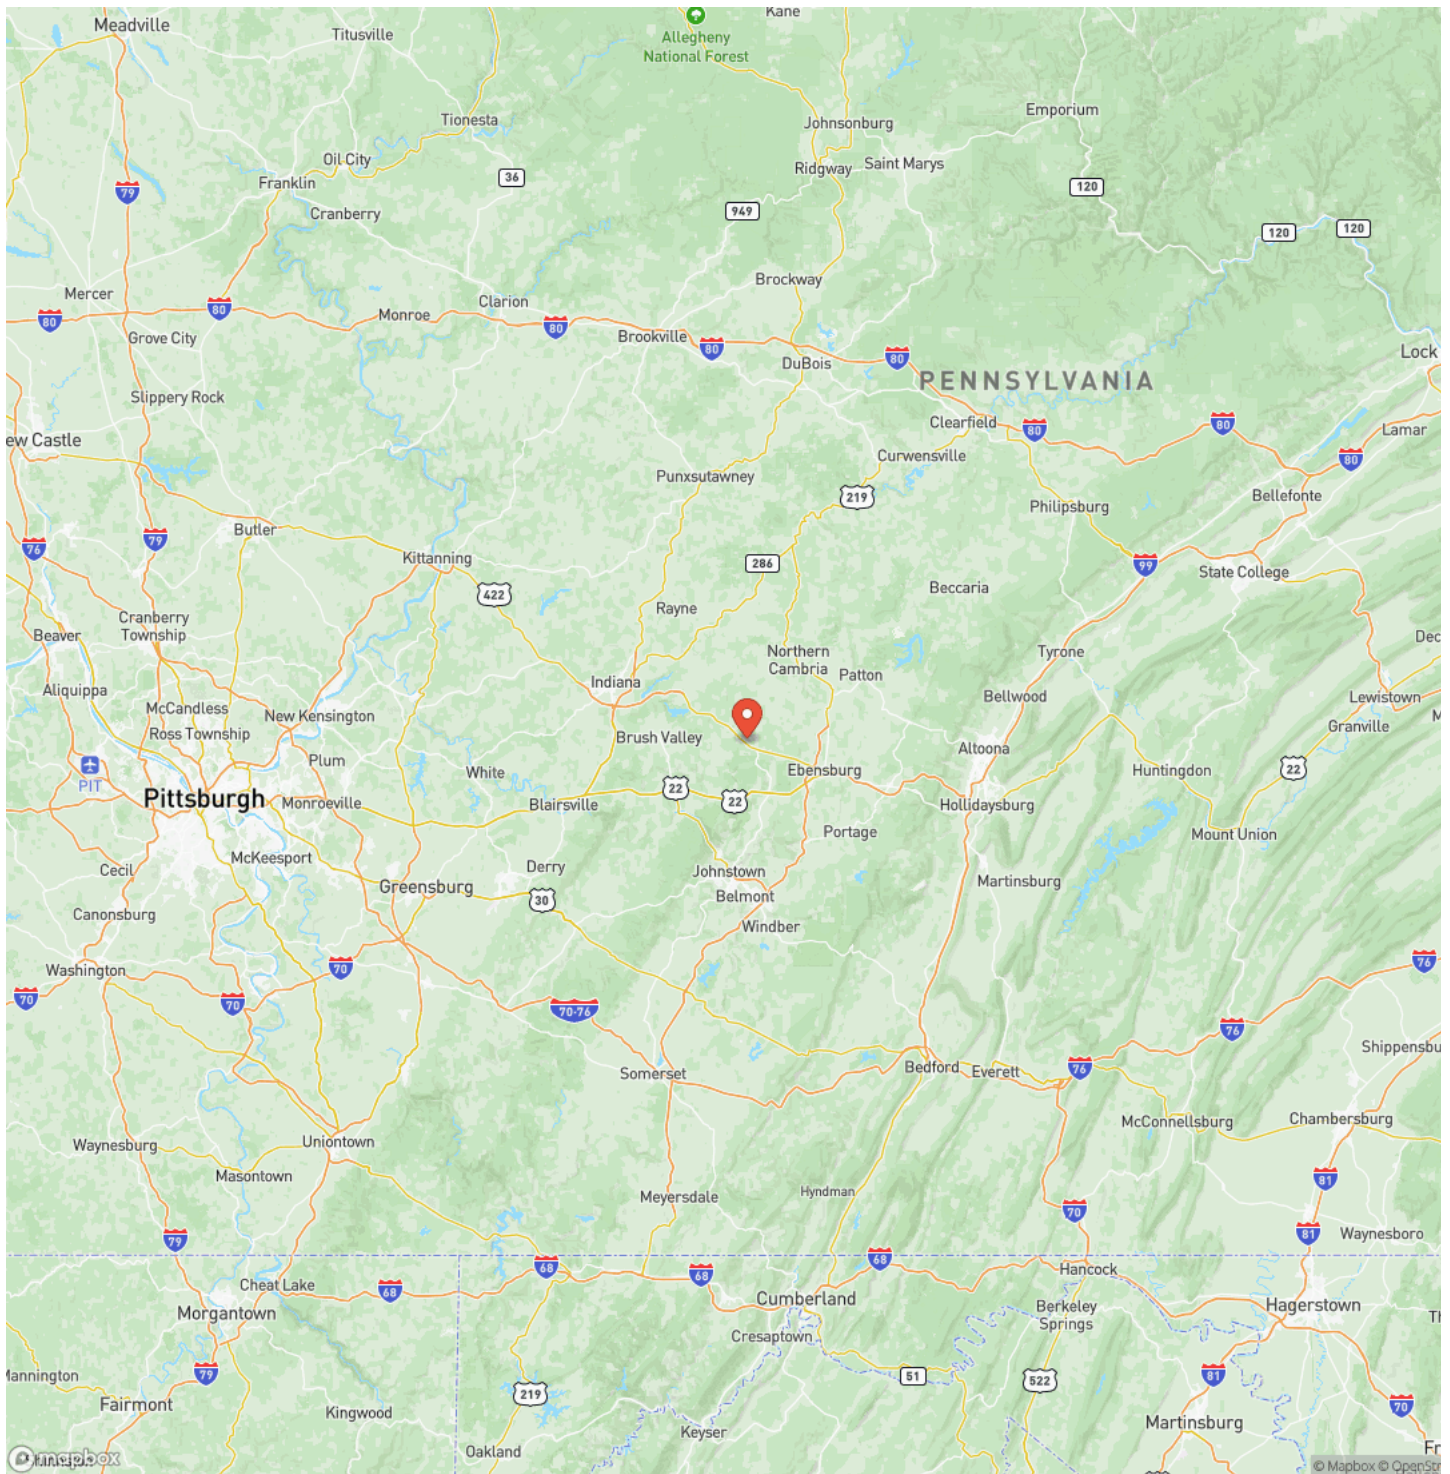 Kane
Meadville
Titusville
Allegheny
National Forest
Emporium
Tionesta
Johnsonburg
Oil City
Ridgway
Saint Marys
36
Franklin
79
120
Cranberry
949
120
120
Brockway
Mercer
Clarion
80
80
Monroe
80
Brookville
Grove City
80
DuBois
80
Lock
PENNSYLVANIA
Slippery Rock
Clearfield
80
80
Lamar
ew Castle
Curwensville
80
Punxsutawney
219
Bellefonte
Philipsburg
Butler
76
79
Kittanning
286
99
State College
422
Beccaria
Rayne
Cranberry
Township
Beaver
Dec
Northern
Cambria
Tyrone
Patton
Indiana
Aliquippa
Bellwood
Lewistown
McCandless
New Kensington
Granville
M
Ross Township
Brush Valley
Altoona
Plum
White
Ebensburg
Huntingdon
22
PIT
22
22
Pittsburgh
Monroeville
Blairsville
Hollidaysburg
Portage
Mount Union
McKeesport
Cecil
Derry
Johnstown
Martinsburg
Greensburg
30
Belmont
Canonsburg
Windber
70
Washington
76
70
70
70-76
76
Shippensbu
Somerset
Bedford
Everett
76
McConnellsburg
Chambersburg
Waynesburg
Uniontown
Masontown
81
Meyersdale
Hyndman
70
79
81
Waynesboro
68
68
68
Hancock
Cheat Lake
68
Morgantown
Cumberland
Berkeley
Springs
Hagerstown
Th
Cresaptown
79
Mannington
51
81
522
219
Fairmont
70
Kingwood
Martinsburg
Keyser
Oakland
Fr
mapbox
© Mapbox © OpenStr